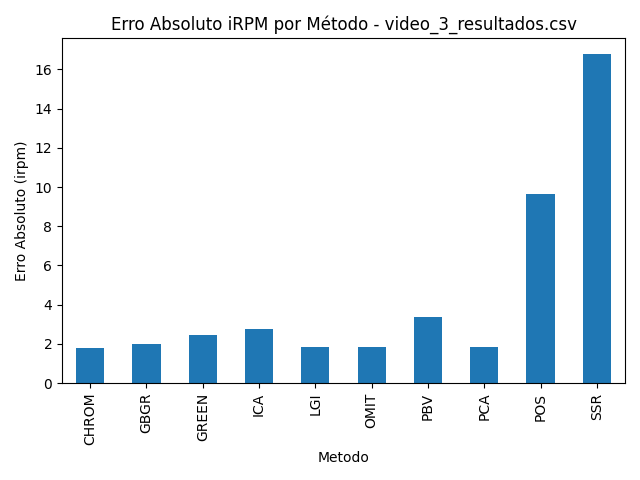 Erro Absoluto iRPM por Método - video_3_resultados.csv
16
14
12
10
8
6
4
2
0
Erro Absoluto (irpm)
CHROM
GBGR
GREEN
ICA
LGI
OMIT
PBV
PCA
POS
SSR
Metodo